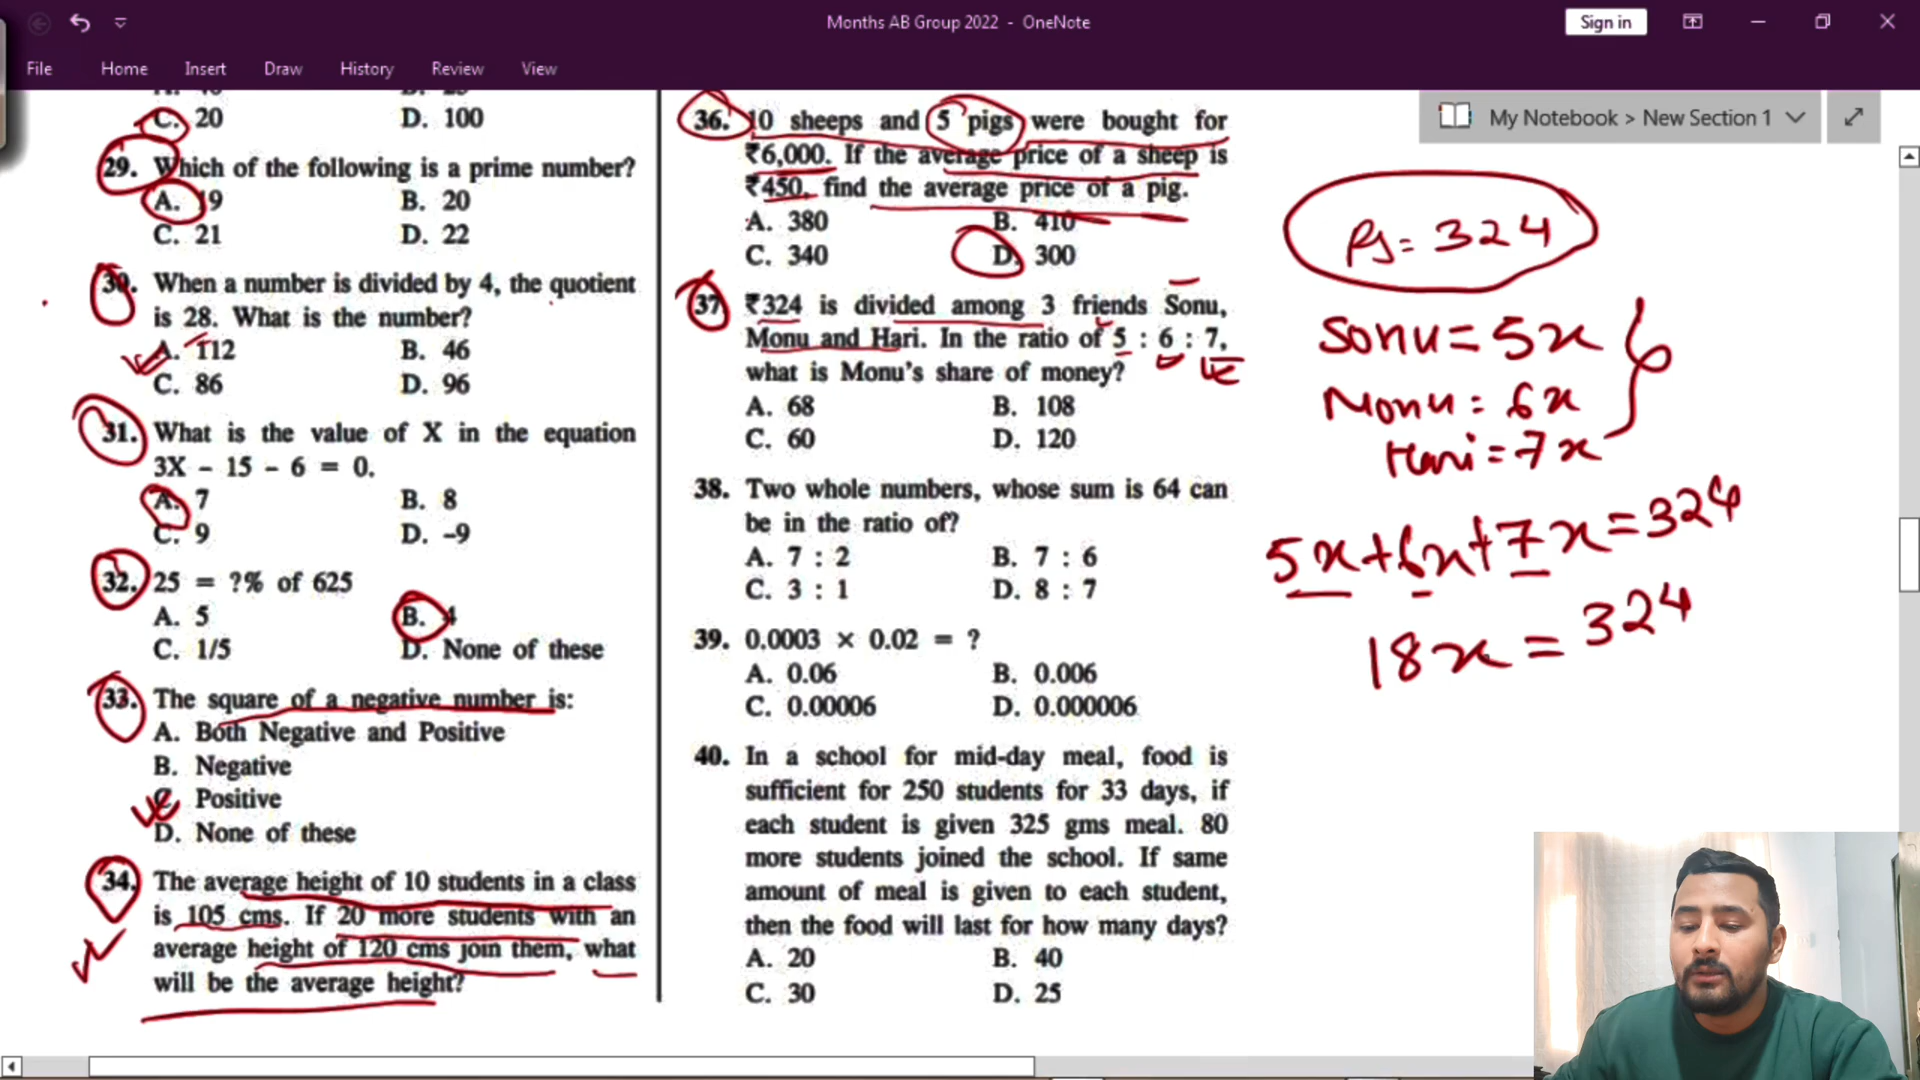 Months AB Group 2022 - OneNote
Sign in
File Home Insert Draw History Review View
My Notebook > New Section 1
C. 20 D. 100
29. Which of the following is a prime number?
A. 19 B. 20
C. 21 D. 22
30. When a number is divided by 4, the quotient
is 28. What is the number?
A. 112 B. 46
C. 86 D. 96
31. What is the value of X in the equation
3X – 15 – 6 = 0.
A. 7 B. 8
C. 9 D. –9
32. 25 = ?% of 625
A. 5 B. 4
C. 1/5 D. None of these
33. The square of a negative number is:
A. Both Negative and Positive
B. Negative
C. Positive
D. None of these
34. The average height of 10 students in a class
is 105 cms. If 20 more students with an
average height of 120 cms join them, what
will be the average height?
36. 10 sheeps and 5 pigs were bought for
₹6,000. If the average price of a sheep is
₹450, find the average price of a pig.
A. 380 B. 410
C. 340 D. 300
37. ₹324 is divided among 3 friends Sonu,
Monu and Hari. In the ratio of 5 : 6 : 7,
what is Monu's share of money?
A. 68 B. 108
C. 60 D. 120
38. Two whole numbers, whose sum is 64 can
be in the ratio of?
A. 7 : 2 B. 7 : 6
C. 3 : 1 D. 8 : 7
39. 0.0003 × 0.02 = ?
A. 0.06 B. 0.006
C. 0.00006 D. 0.000006
40. In a school for mid-day meal, food is
sufficient for 250 students for 33 days, if
each student is given 325 gms meal. 80
more students joined the school. If same
amount of meal is given to each student,
then the food will last for how many days?
A. 20 B. 40
C. 30 D. 25
Rs = 324
Sonu = 5x
Monu = 6x
Hari = 7x
5x + 6x + 7x = 324
18x = 324